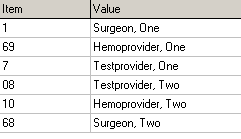 Item Value
1 Surgeon, One
69 Hemoprovider, One
7 Testprovider, One
08 Testprovider, Two
10 Hemoprovider, Two
68 Surgeon, Two